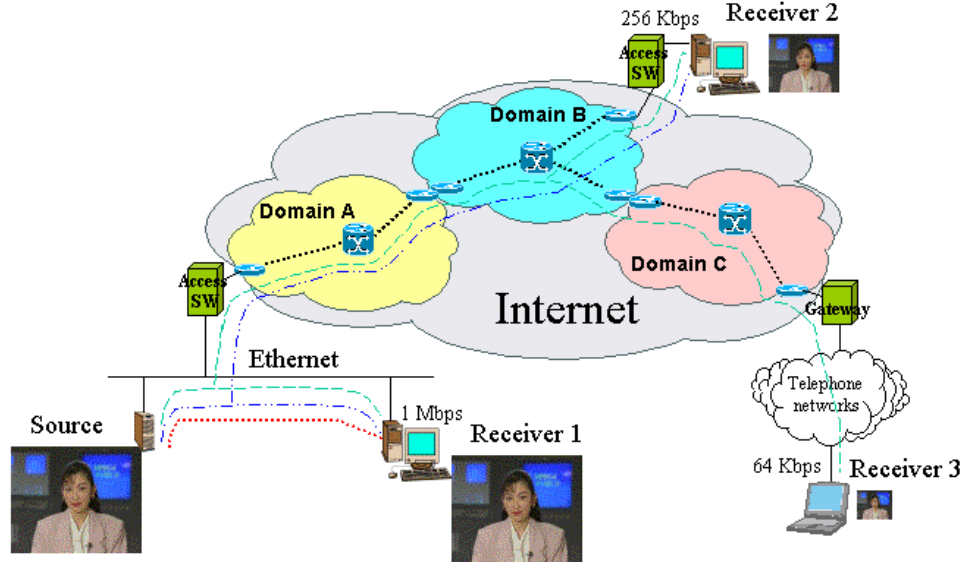 256 Kbps
Receiver 2
Access
SW
Domain B
Domain A
Domain C
Access
SW
Internet
Gateway
Ethernet
Telephone
networks
Source
1 Mbps
Receiver 1
64 Kbps
Receiver 3